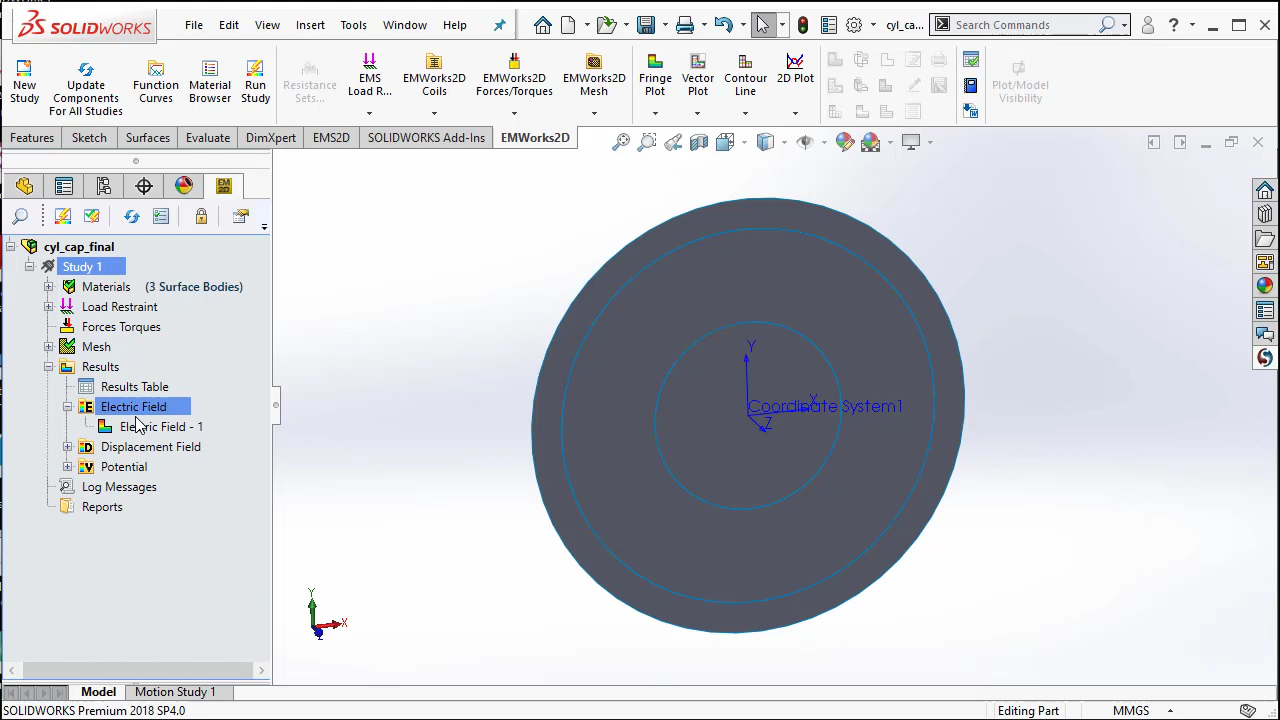 SOLIDWORKS
File Edit View Insert Tools Window Help
cyl_ca... Search Commands
New Study
Update Components For All Studies
Function Curves
Material Browser
Run Study
Resistance Sets...
EMS Load R...
EMWorks2D Coils
EMWorks2D Forces/Torques
EMWorks2D Mesh
Fringe Plot
Vector Plot
Contour Line
2D Plot
Plot/Model Visibility
Features Sketch Surfaces Evaluate DimXpert EMS2D SOLIDWORKS Add-Ins EMWorks2D
cyl_cap_final
Study 1
Materials (3 Surface Bodies)
Load Restraint
Forces Torques
Mesh
Results
Results Table
Electric Field
Electric Field - 1
Displacement Field
Potential
Log Messages
Reports
Y
X
Coordinate System1
Z
Y
X
Z
Model Motion Study 1
SOLIDWORKS Premium 2018 SP4.0 Editing Part MMGS